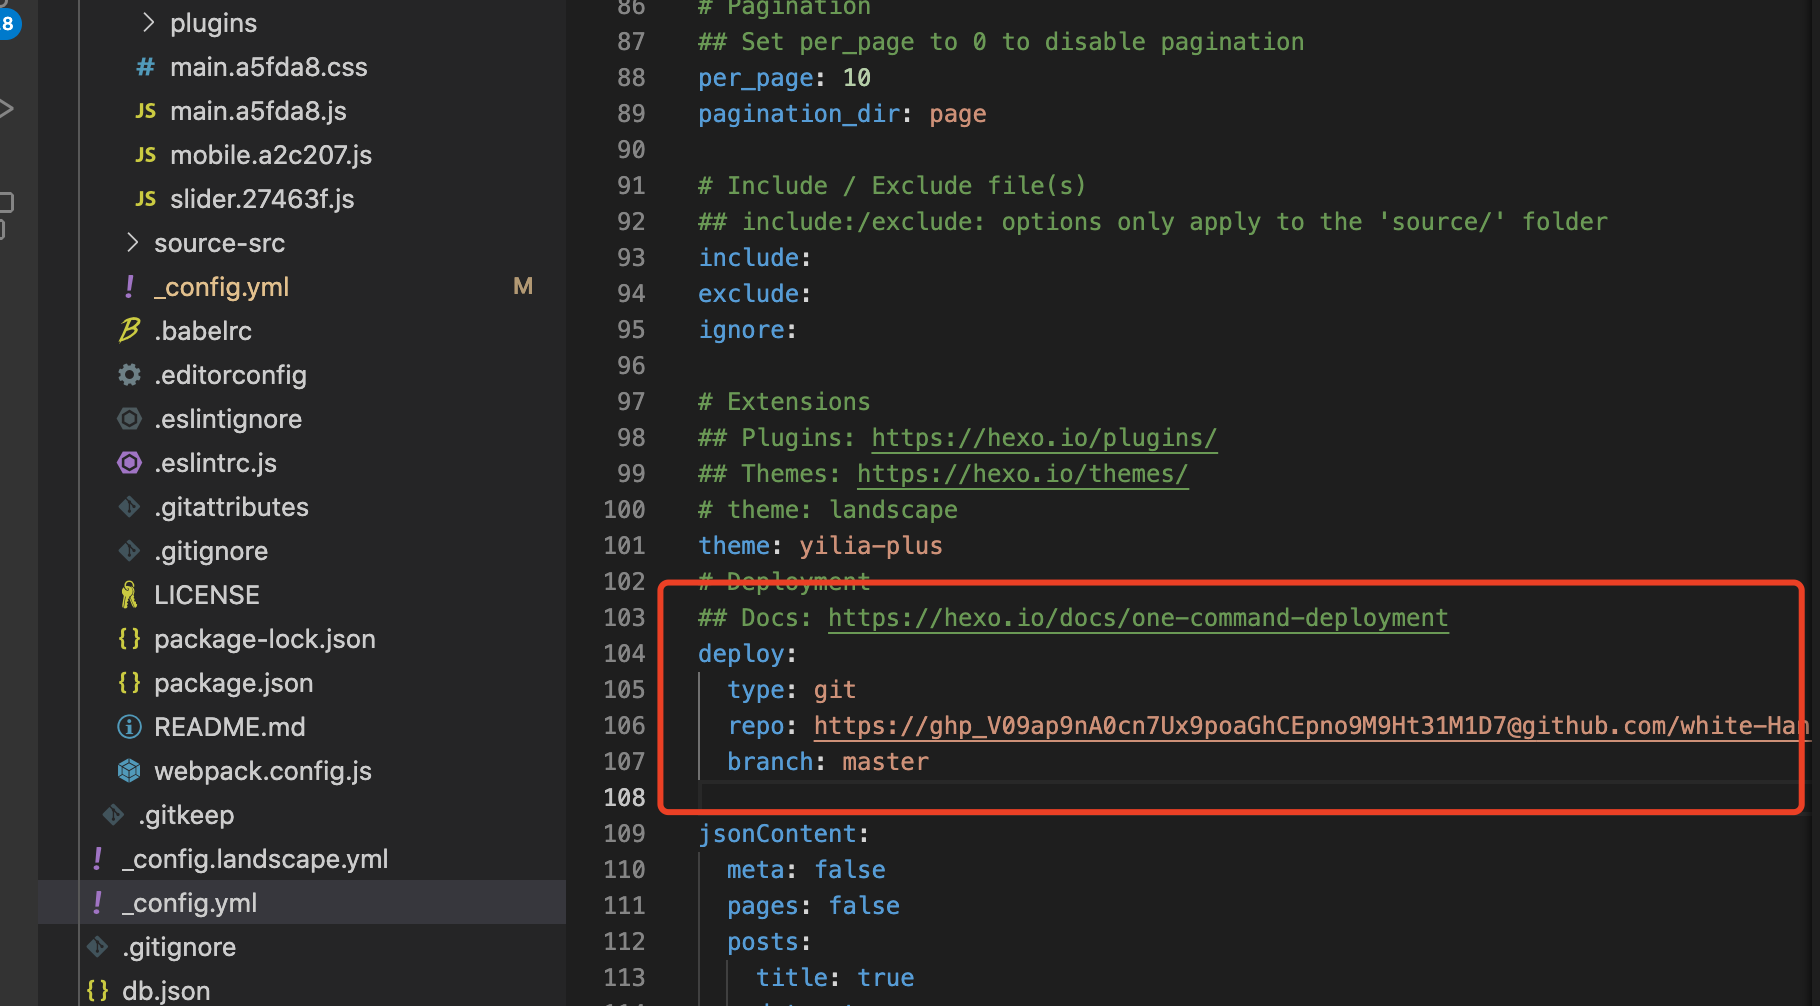 8
plugins
# main.a5fda8.css
JS main.a5fda8.js
JS mobile.a2c207.js
JS slider.27463f.js
source-src
! _config.yml M
.babelrc
.editorconfig
.eslintignore
.eslintrc.js
.gitattributes
.gitignore
LICENSE
{} package-lock.json
{} package.json
README.md
webpack.config.js
.gitkeep
! _config.landscape.yml
! _config.yml
.gitignore
{} db.json
86 # Pagination
87 ## Set per_page to 0 to disable pagination
88 per_page: 10
89 pagination_dir: page
90
91 # Include / Exclude file(s)
92 ## include:/exclude: options only apply to the 'source/' folder
93 include:
94 exclude:
95 ignore:
96
97 # Extensions
98 ## Plugins: https://hexo.io/plugins/
99 ## Themes: https://hexo.io/themes/
100 # theme: landscape
101 theme: yilia-plus
102 # Deployment
103 ## Docs: https://hexo.io/docs/one-command-deployment
104 deploy:
105 type: git
106 repo: https://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@github.com/white-Han
107 branch: master
108
109 jsonContent:
110 meta: false
111 pages: false
112 posts:
113 title: true